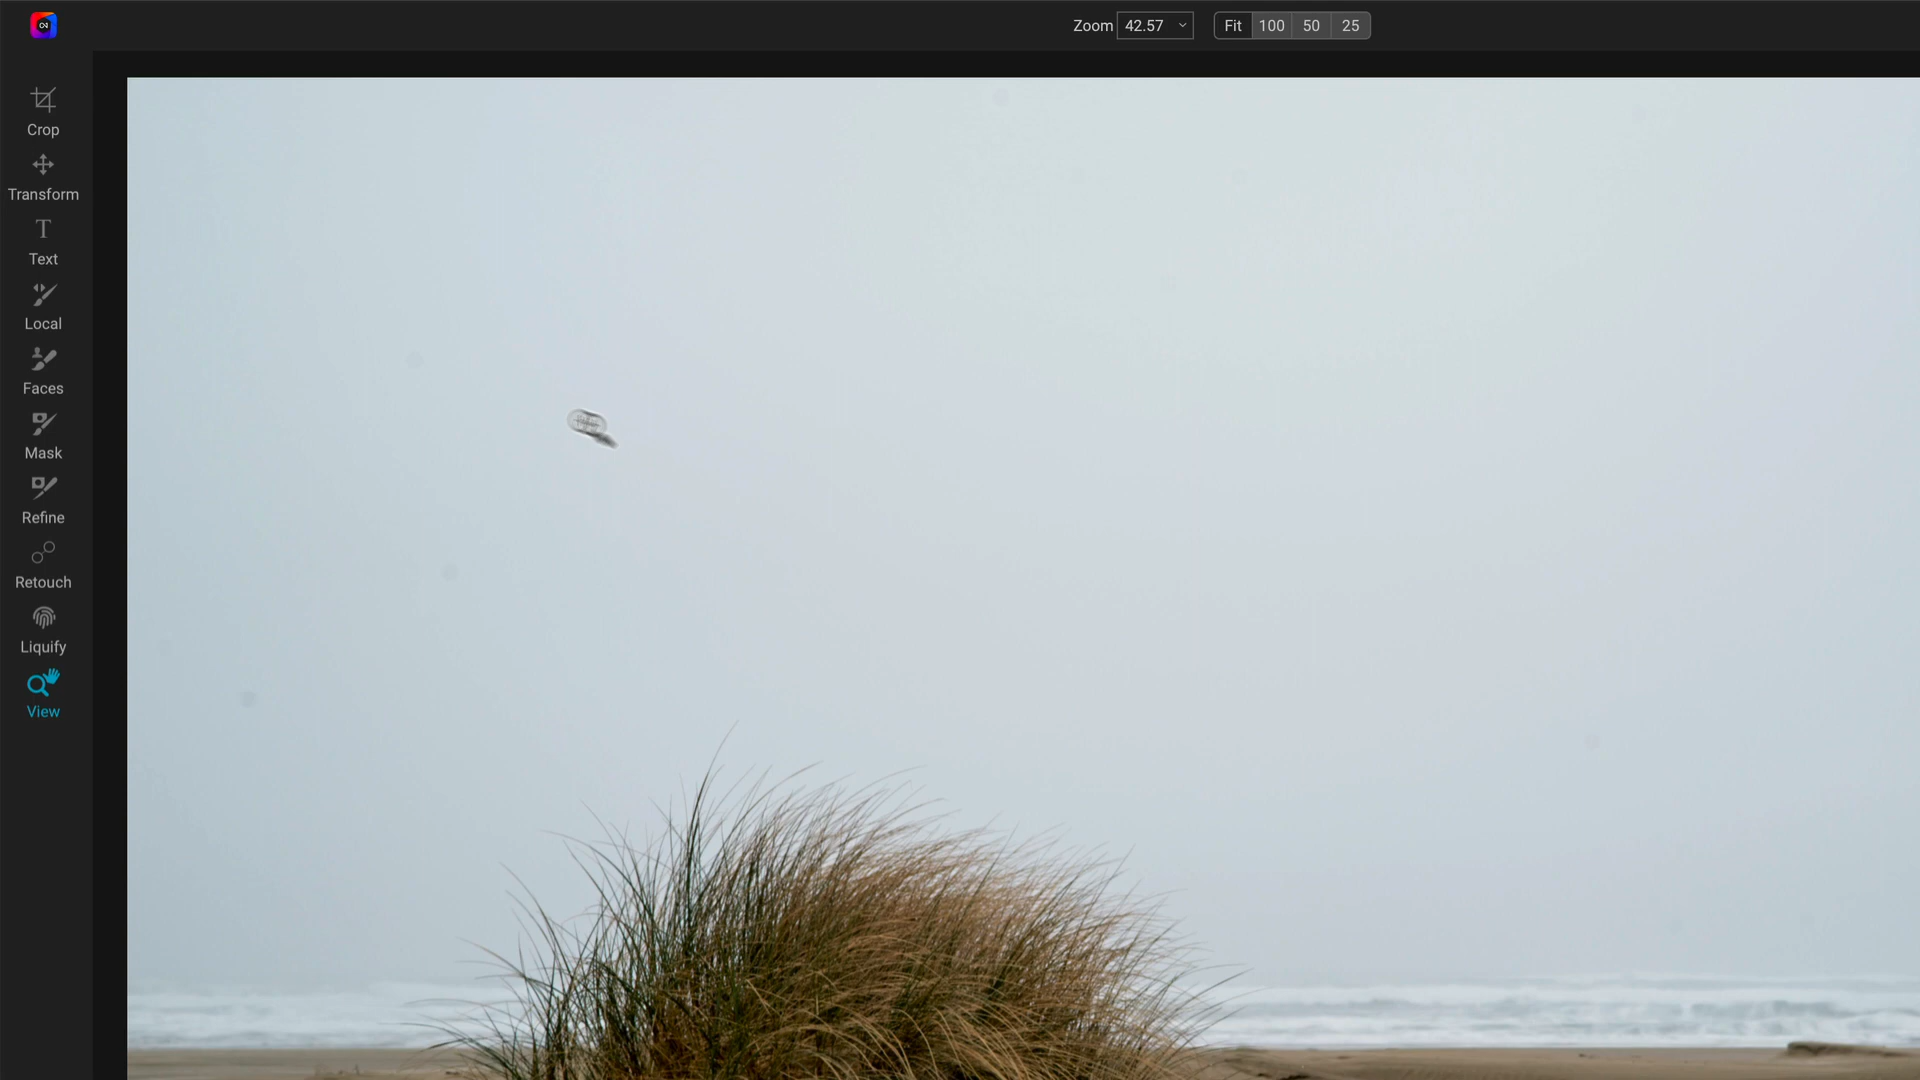 Zoom 42.57 Fit 100 50 25
Crop
Transform
Text
Local
Faces
Mask
Refine
Retouch
Liquify
View